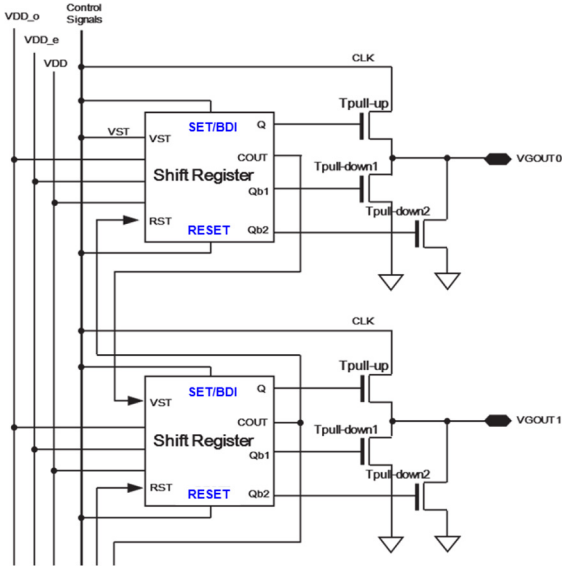 VDD_o
Control
Signals
VDD_e
VDD
CLK
Tpull-up
SET/BDI
Q
VST
VST
COUT
Tpull-down1
VGOUT0
Shift Register
Qb1
Tpull-down2
RST
RESET
Qb2
CLK
Tpull-up
SET/BDI
Q
VST
COUT
Tpull-down1
VGOUT1
Shift Register
Qb1
Tpull-down2
RST
RESET
Qb2